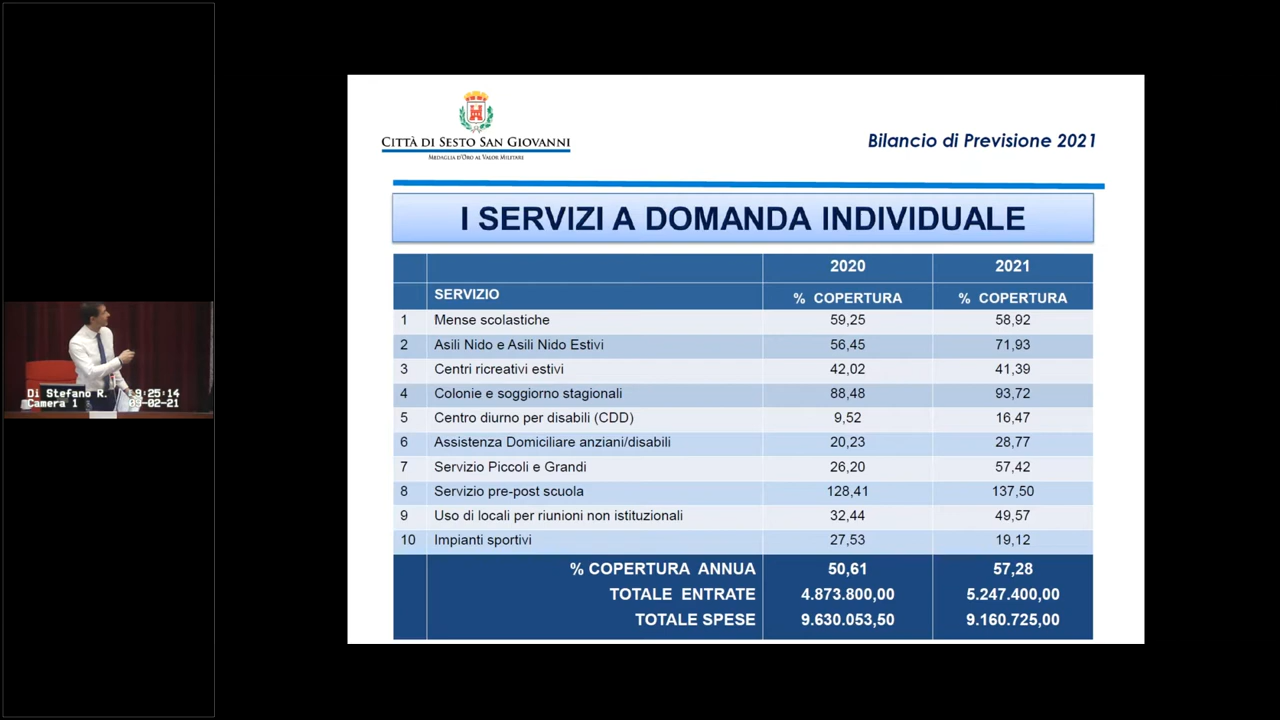 CITTÀ DI SESTO SAN GIOVANNI
MEDAGLIA D'ORO AL VALOR MILITARE
Bilancio di Previsione 2021
I SERVIZI A DOMANDA INDIVIDUALE
2020 2021
SERVIZIO % COPERTURA % COPERTURA
1 Mense scolastiche 59,25 58,92
2 Asili Nido e Asili Nido Estivi 56,45 71,93
3 Centri ricreativi estivi 42,02 41,39
4 Colonie e soggiorno stagionali 88,48 93,72
5 Centro diurno per disabili (CDD) 9,52 16,47
6 Assistenza Domiciliare anziani/disabili 20,23 28,77
7 Servizio Piccoli e Grandi 26,20 57,42
8 Servizio pre-post scuola 128,41 137,50
9 Uso di locali per riunioni non istituzionali 32,44 49,57
10 Impianti sportivi 27,53 19,12
% COPERTURA ANNUA 50,61 57,28
TOTALE ENTRATE 4.873.800,00 5.247.400,00
TOTALE SPESE 9.630.053,50 9.160.725,00
Di Stefano R.
Camera 1